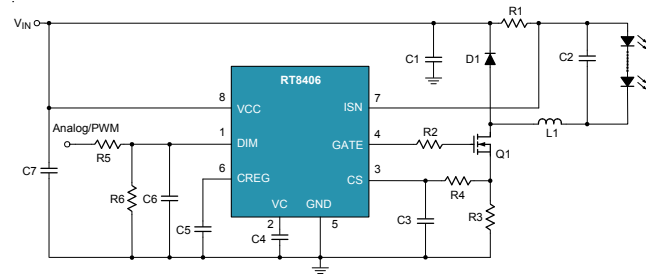 R1
VIN
C1
D1
C2
RT8406
8
VCC
ISN
7
L1
Analog/PWM
1
DIM
GATE
4
R2
Q1
R5
C7
6
CREG
CS
3
R4
R6
C6
VC
GND
C3
R3
C5
2
C4
5